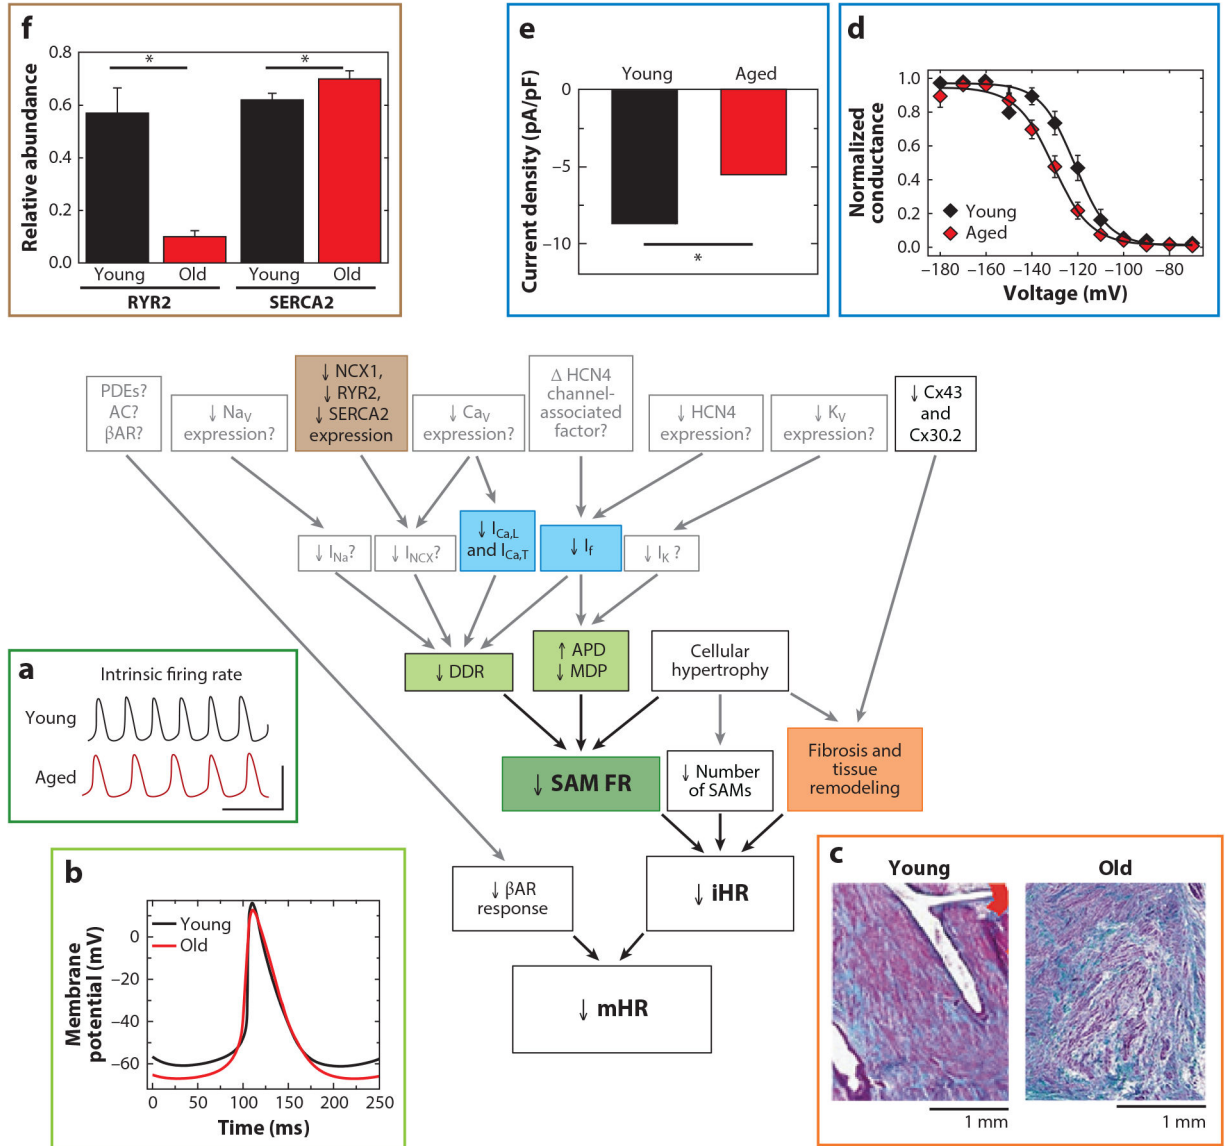 f
Relative abundance
0.8
0.6
0.4
0.2
0.0
*
*
Young
Old
Young
Old
RYR2
SERCA2
e
Current density (pA/pF)
Young
Aged
0
−5
−10
*
d
Normalized
conductance
1.0
0.8
0.6
0.4
0.2
0.0
Young
Aged
−180
−160
−140
−120
−100
−80
Voltage (mV)
PDEs?
AC?
βAR?
↓ NaV
expression?
↓ NCX1,
↓ RYR2,
↓ SERCA2
expression
↓ CaV
expression?
Δ HCN4
channel-
associated
factor?
↓ HCN4
expression?
↓ KV
expression?
↓ Cx43
and
Cx30.2
↓ INa?
↓ INCX?
↓ ICa,L
and ICa,T
↓ If
↓ IK ?
↓ DDR
↑ APD
↓ MDP
Cellular
hypertrophy
↓ SAM FR
↓ Number
of SAMs
Fibrosis and
tissue
remodeling
↓ βAR
response
↓ iHR
↓ mHR
a
Intrinsic firing rate
Young
Aged
b
Membrane
potential (mV)
Young
Old
0
−20
−40
−60
0
50
100
150
200
250
Time (ms)
c
Young
Old
1 mm
1 mm